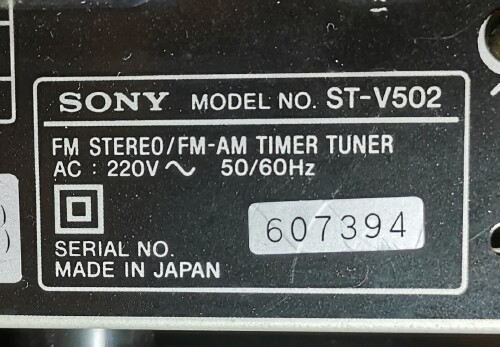 SONY MODEL NO. ST-V502
FM STEREO/FM-AM TIMER TUNER
AC : 220V ~ 50/60Hz
607394
SERIAL NO.
MADE IN JAPAN
)
)